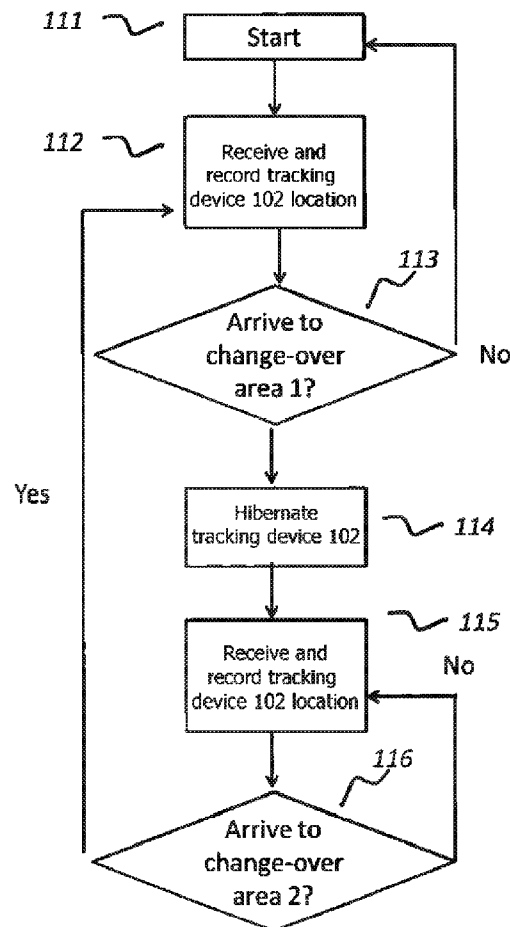 111
Start
112
Receive and
record tracking
device 102 location
113
Arrive to
change-over
area 1?
No
Yes
Hibernate
tracking device 102
114
115
Receive and
record tracking
device 102 location
No
116
Arrive to
change-over
area 2?